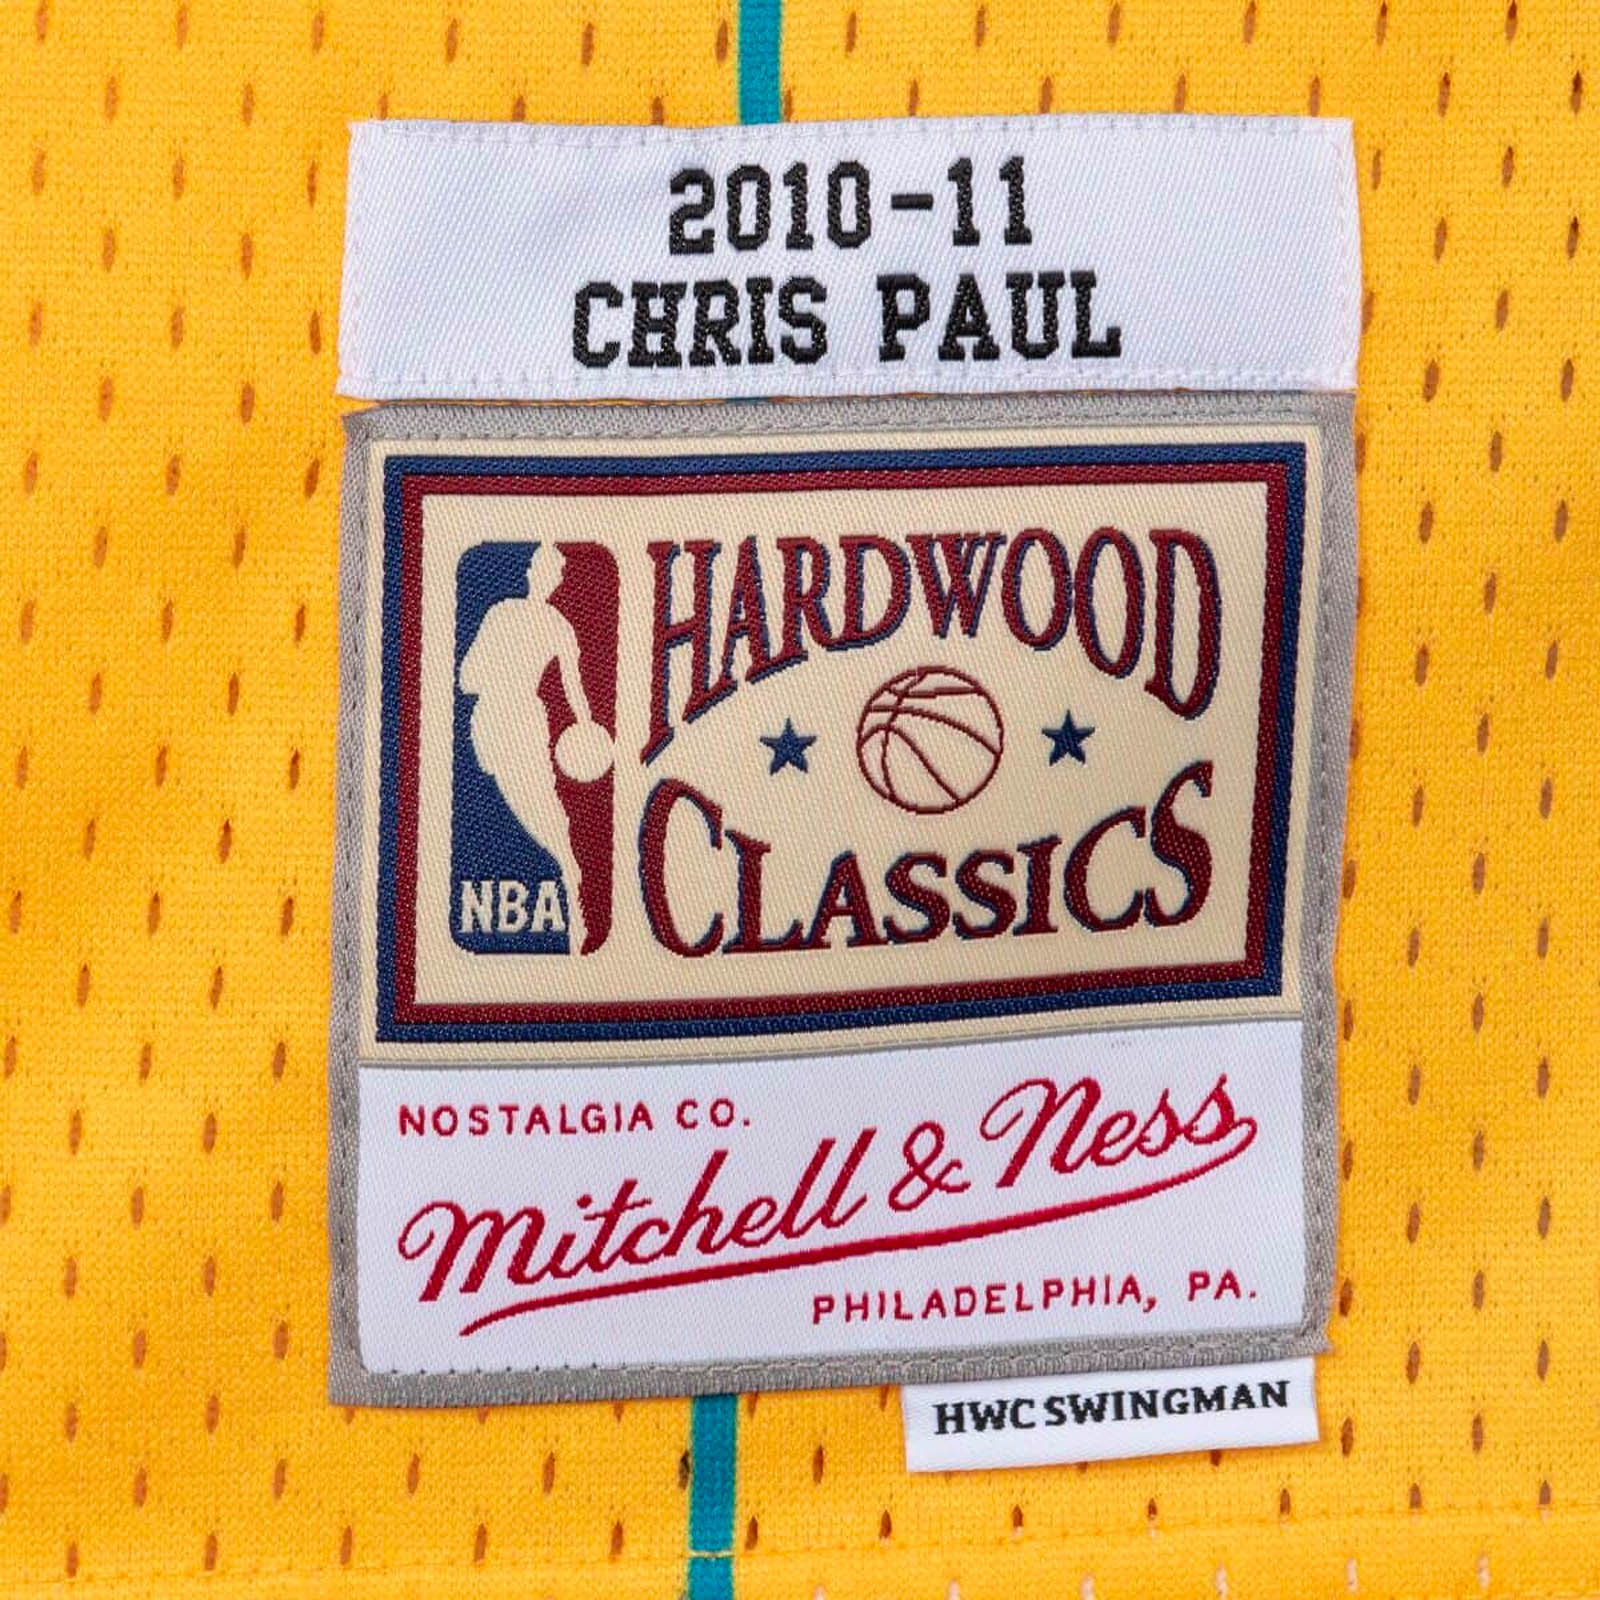 2010-11
CHRIS PAUL
HARDWOOD
CLASSICS
NBA
NOSTALGIA CO.
Mitchell & Ness
PHILADELPHIA, PA.
HWC SWINGMAN